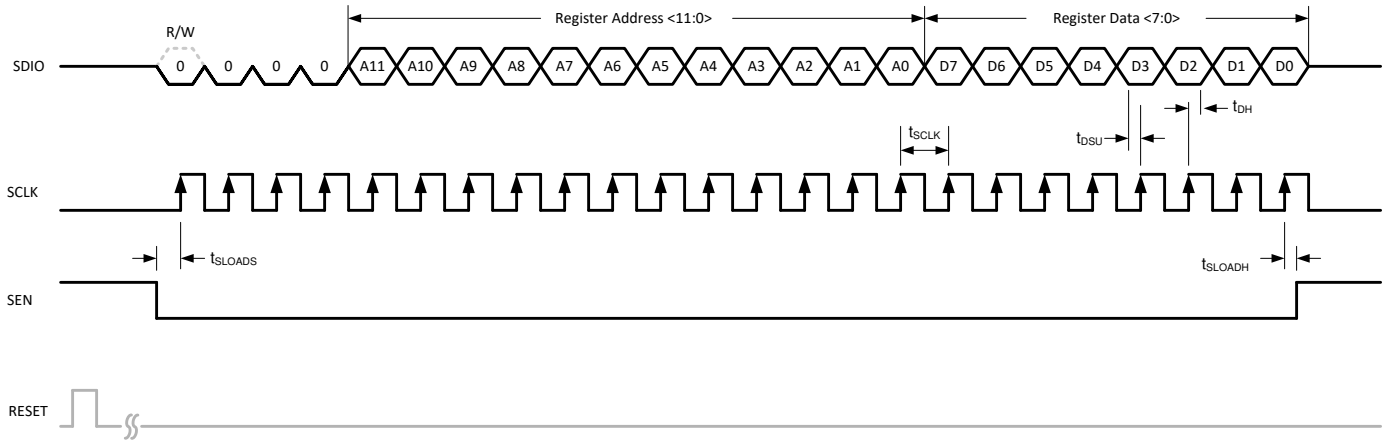 Register Address <11:0>
Register Data <7:0>
R/W
SDIO
0 0 0 0 A11 A10 A9 A8 A7 A6 A5 A4 A3 A2 A1 A0 D7 D6 D5 D4 D3 D2 D1 D0
tDH
tSCLK
tDSU
SCLK
tSLOADS
tSLOADH
SEN
RESET